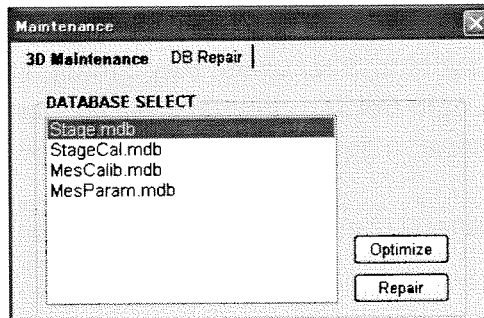 Maintenance
3D Maintenance DB Repair
DATABASE SELECT
Stage.mdb
StageCal.mdb
MesCalib.mdb
MesParam.mdb
Optimize
Repair